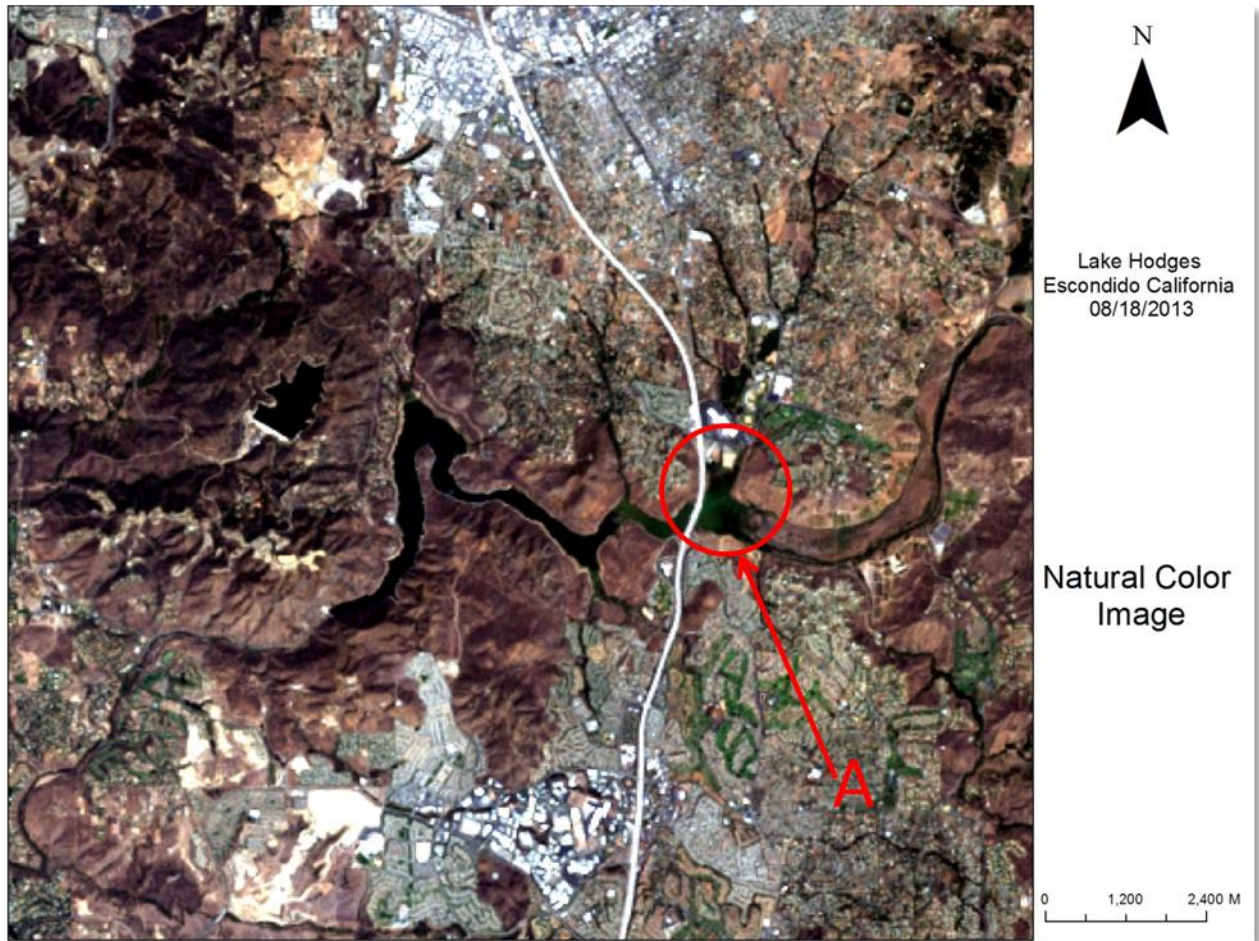 N
Lake Hodges
Escondido California
08/18/2013
Natural Color
Image
A
0 1,200 2,400 M